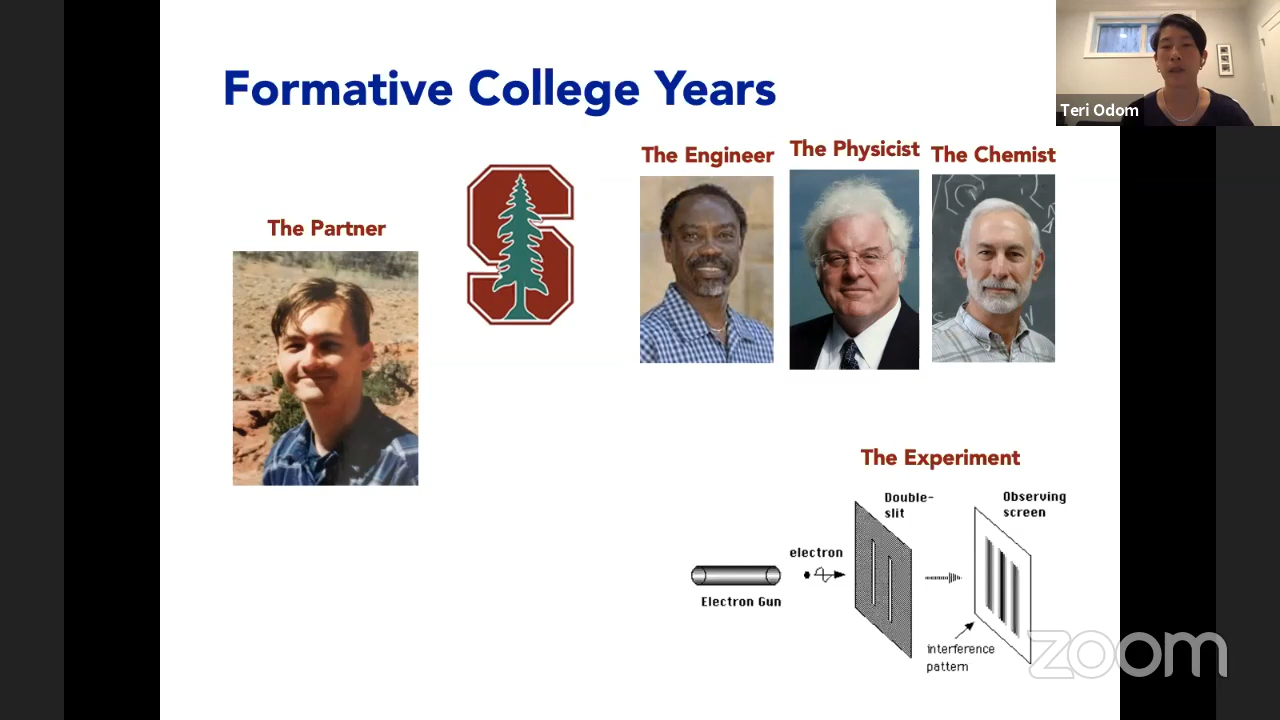 Formative College Years
Teri Odom
The Engineer
The Physicist
The Chemist
The Partner
The Experiment
Double-
slit
Observing
screen
electron
Electron Gun
interference
pattern
zoom